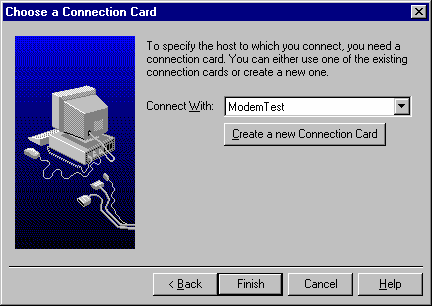 Choose a Connection Card
To specify the host to which you connect, you need a
connection card. You can either use one of the existing
connection cards or create a new one.
Connect With: ModemTest
Create a new Connection Card
< Back Finish Cancel Help